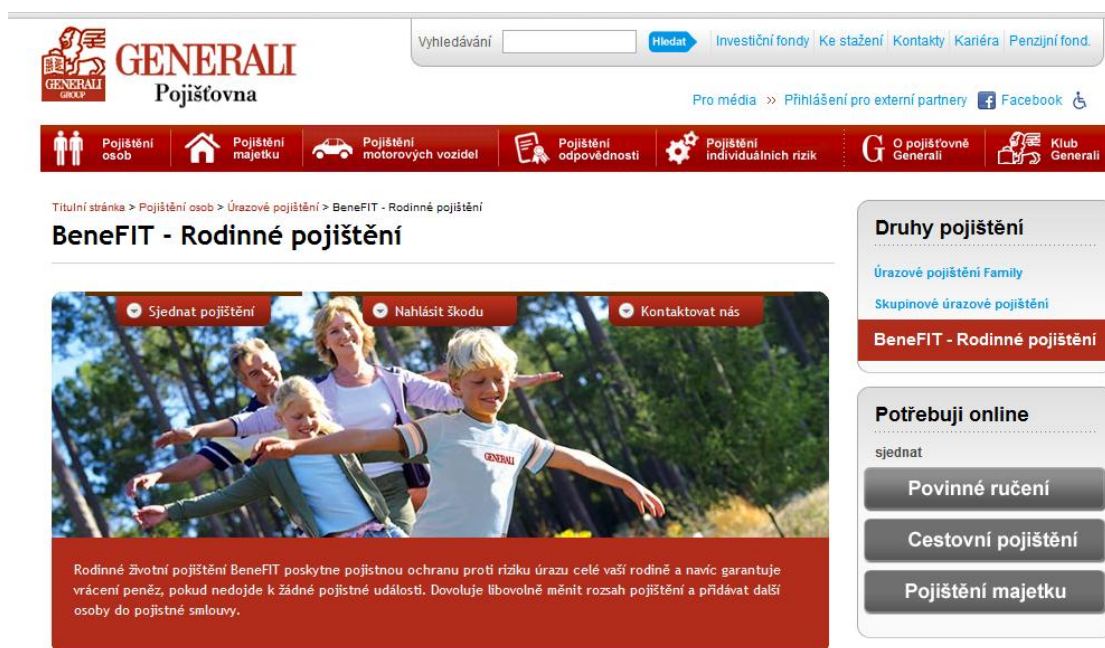 GENERALI
Pojišťovna
GENERALI
GROUP
Vyhledávání
Hledat
Investiční fondy
Ke stažení
Kontakty
Kariéra
Penzijní fond.
Pro média
»
Přihlášení pro externí partnery
Facebook
Pojištění
osob
Pojištění
majetku
Pojištění
motorových vozidel
Pojištění
odpovědnosti
Pojištění
individuálních rizik
G
O pojišťovně
Generali
Klub
Generali
Titulní stránka > Pojištění osob > Úrazové pojištění > BeneFIT - Rodinné pojištění
BeneFIT - Rodinné pojištění
Sjednat pojištění
Nahlásit škodu
Kontaktovat nás
GENERALI
Rodinné životní pojištění BeneFIT poskytne pojistnou ochranu proti riziku úrazu celé vaší rodině a navíc garantuje
vrácení peněz, pokud nedojde k žádné pojistné události. Dovoluje libovolně měnit rozsah pojištění a přidávat další
osoby do pojistné smlouvy.
Druhy pojištění
Úrazové pojištění Family
Skupinové úrazové pojištění
BeneFIT - Rodinné pojištění
Potřebuji online
sjednat
Povinné ručení
Cestovní pojištění
Pojištění majetku